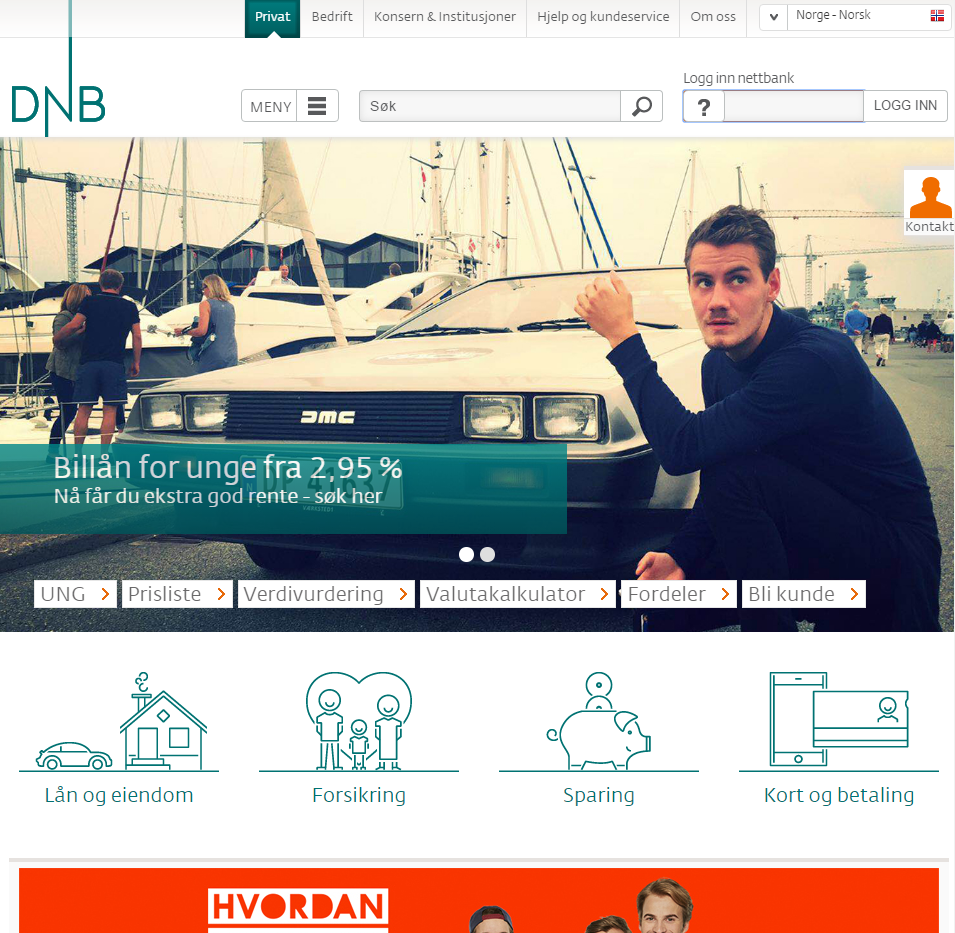 Privat
Bedrift
Konsern & Institusjoner
Hjelp og kundeservice
Om oss
Norge - Norsk
DNB
MENY
Søk
Logg inn nettbank
?
LOGG INN
Kontakt
DMC
Billån for unge fra 2,95 %
Nå får du ekstra god rente - søk her
UNG
Prisliste
Verdivurdering
Valutakalkulator
Fordeler
Bli kunde
Lån og eiendom
Forsikring
Sparing
Kort og betaling
HVORDAN